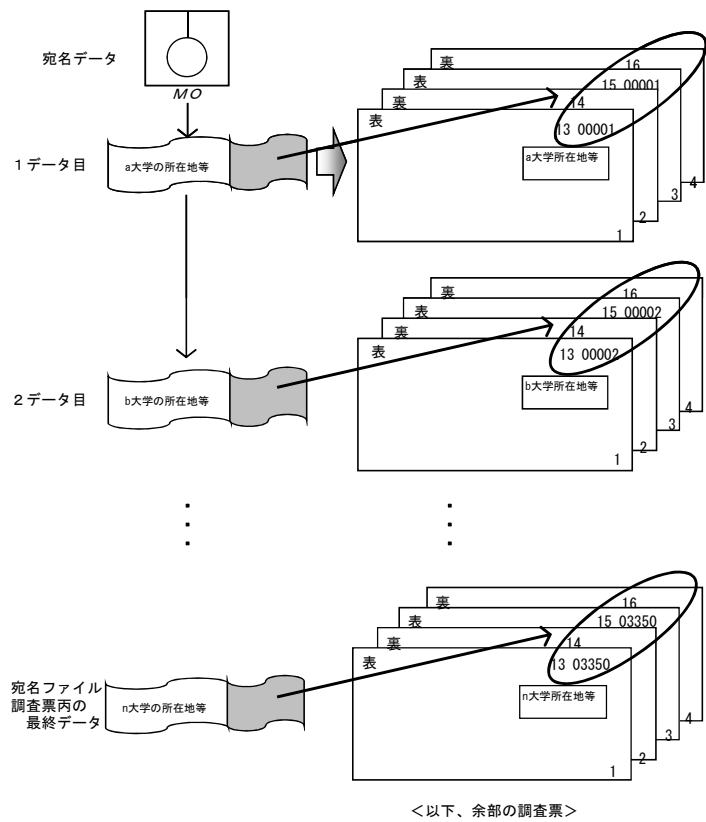 宛名データ
MO
1データ目
a大学の所在地等
裏
16
表
15 00001
裏
14
表
13 00001
a大学所在地等
1
2
3
4
2データ目
b大学の所在地等
裏
16
表
15 00002
裏
14
表
13 00002
b大学所在地等
1
2
3
4
・
・
・
・
・
・
宛名ファイル
調査票丙の
最終データ
n大学の所在地等
裏
16
表
15 03350
裏
14
表
13 03350
n大学所在地等
1
2
3
4
＜以下、余部の調査票＞